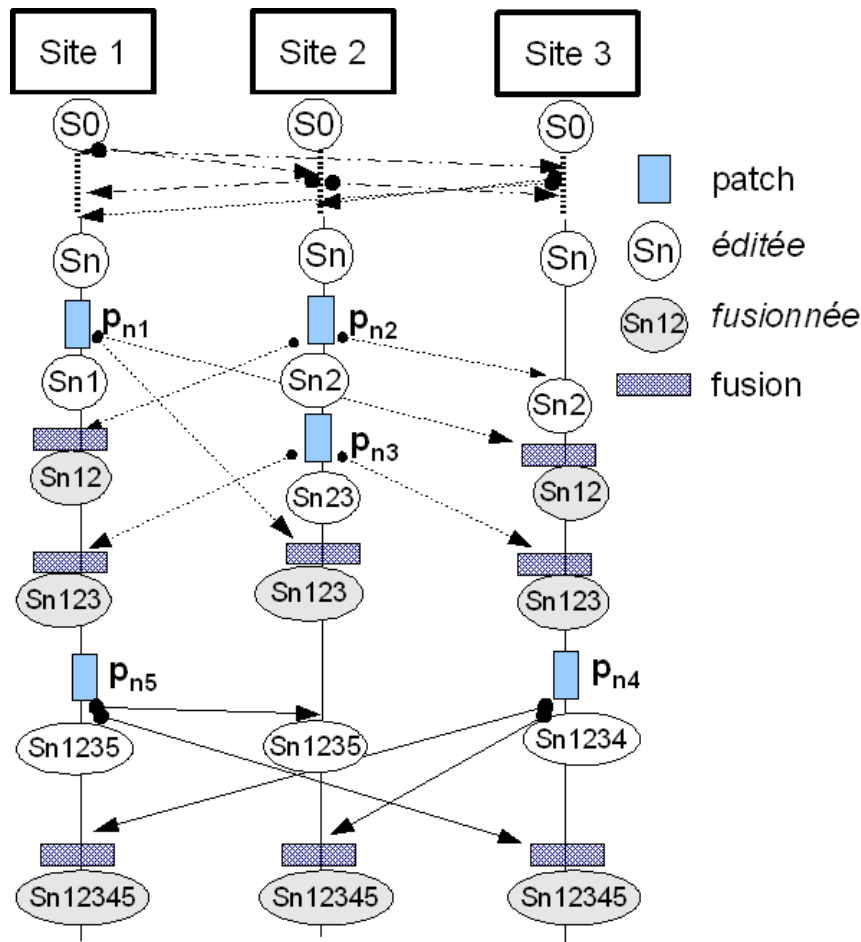 Site 1
Site 2
Site 3
S0
S0
S0
patch
Sn
Sn
Sn
Sn
éditée
pn1
pn2
Sn12
fusionnée
Sn1
Sn2
Sn2
fusion
pn3
Sn12
Sn23
Sn12
Sn123
Sn123
Sn123
pn5
pn4
Sn1235
Sn1235
Sn1234
Sn12345
Sn12345
Sn12345